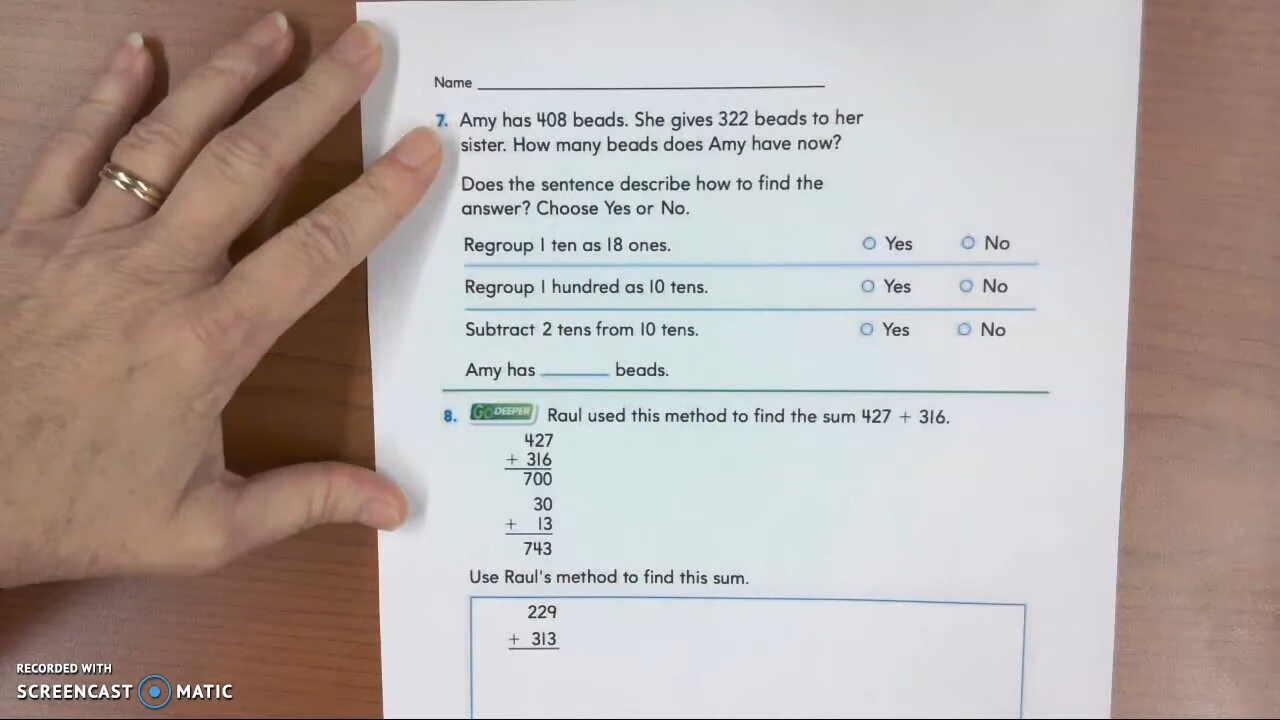 Name
7. Amy has 408 beads. She gives 322 beads to her
sister. How many beads does Amy have now?
Does the sentence describe how to find the
answer? Choose Yes or No.
Regroup 1 ten as 18 ones. Yes No
Regroup 1 hundred as 10 tens. Yes No
Subtract 2 tens from 10 tens. Yes No
Amy has ______ beads.
8. Go DEEPER Raul used this method to find the sum 427 + 316.
427
+ 316
700
30
+ 13
743
Use Raul's method to find this sum.
229
+ 313
RECORDED WITH
SCREENCAST MATIC